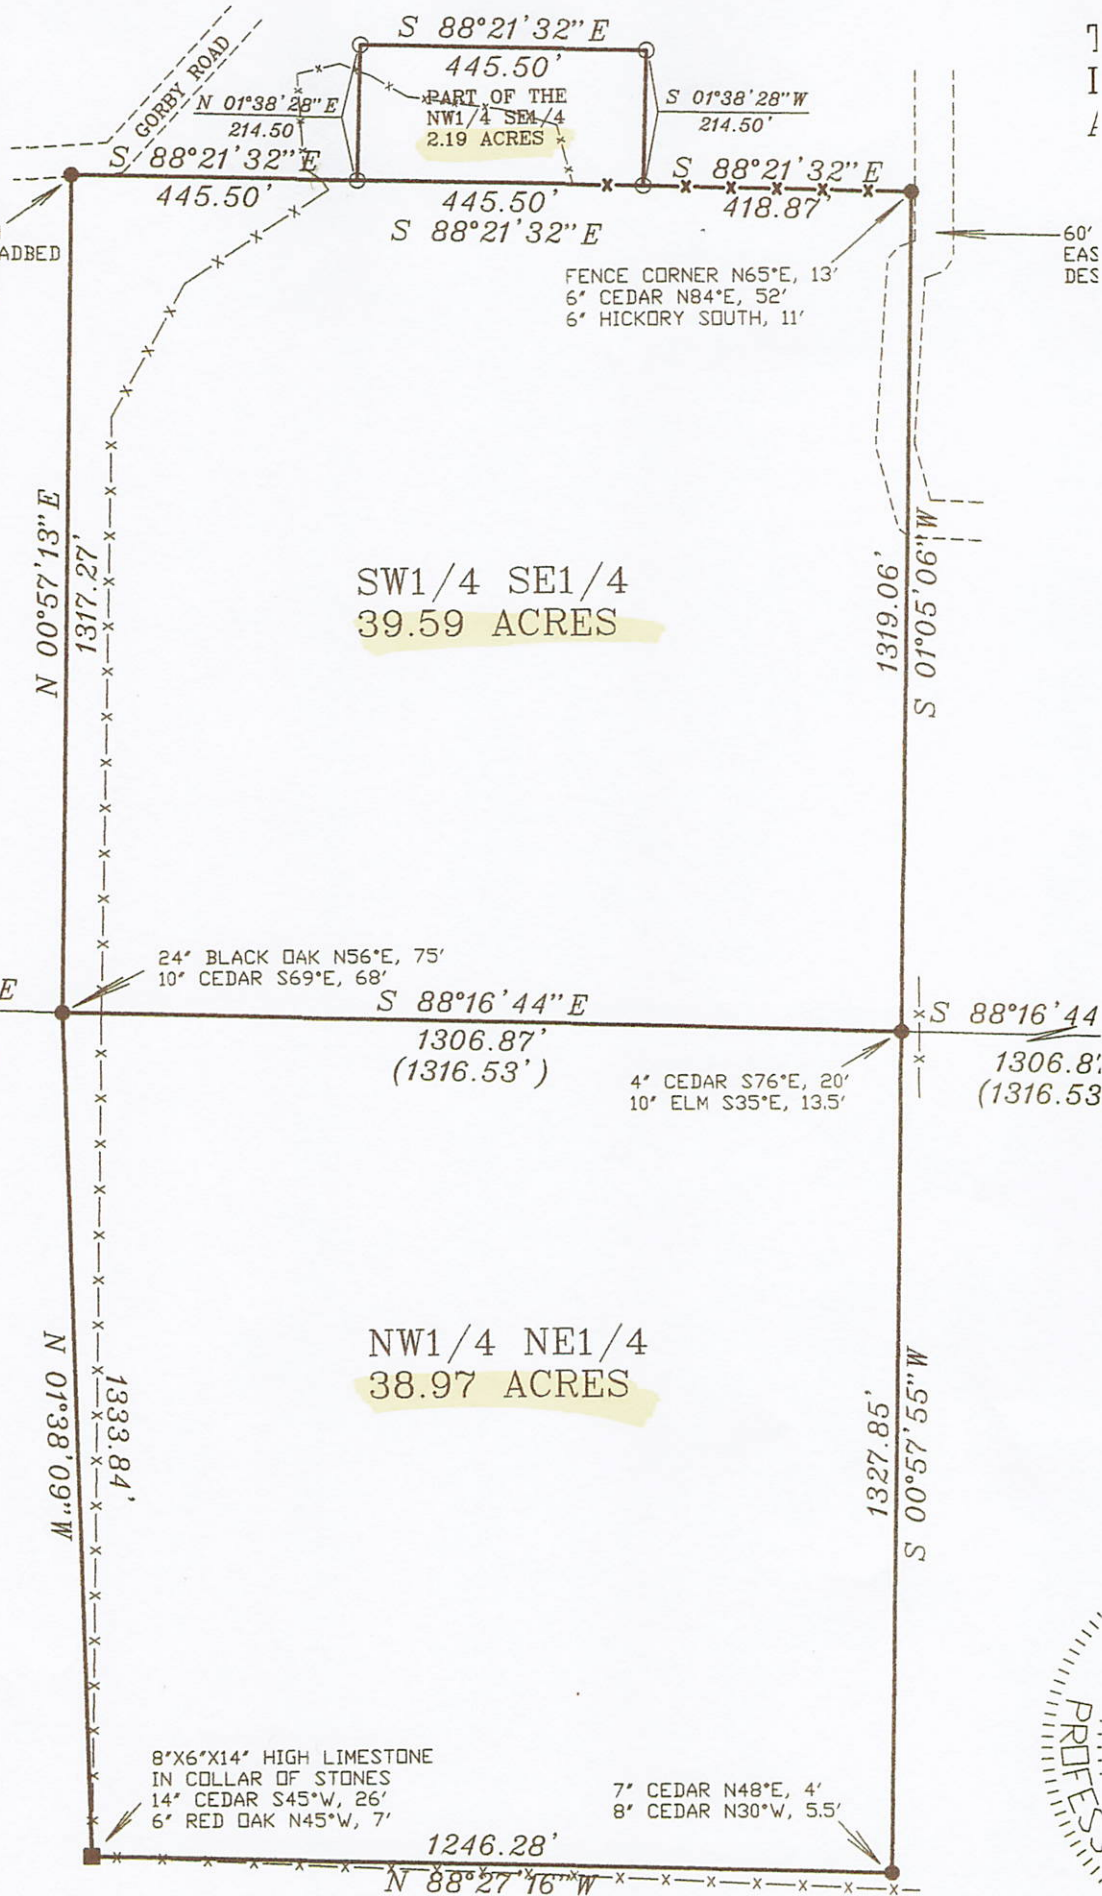 S 88°21'32" E
445.50'
GORBY ROAD
N 01°38'28" E
214.50'
PART OF THE
NW1/4 SE1/4
2.19 ACRES
S 01°38'28" W
214.50'
S 88°21'32" E
445.50'
445.50'
S 88°21'32" E
S 88°21'32" E
418.87'
ADBED
60'
EAS
DES
FENCE CORNER N65°E, 13'
6" CEDAR N84°E, 52'
6" HICKORY SOUTH, 11'
N 00°57'13" E
1317.27'
SW1/4 SE1/4
39.59 ACRES
1319.06'
S 01°05'06" W
24" BLACK OAK N56°E, 75'
10" CEDAR S69°E, 68'
E
S 88°16'44" E
1306.87'
(1316.53')
S 88°16'44
1306.8
(1316.53
4" CEDAR S76°E, 20'
10" ELM S35°E, 13.5'
N 01°38'09" W
1333.84'
NW1/4 NE1/4
38.97 ACRES
1327.85'
S 00°57'55" W
8"X6"X14" HIGH LIMESTONE
IN COLLAR OF STONES
14" CEDAR S45°W, 26'
6" RED OAK N45°W, 7'
7" CEDAR N48°E, 4'
8" CEDAR N30°W, 5.5'
1246.28'
N 88°27'16" W
PROFESS